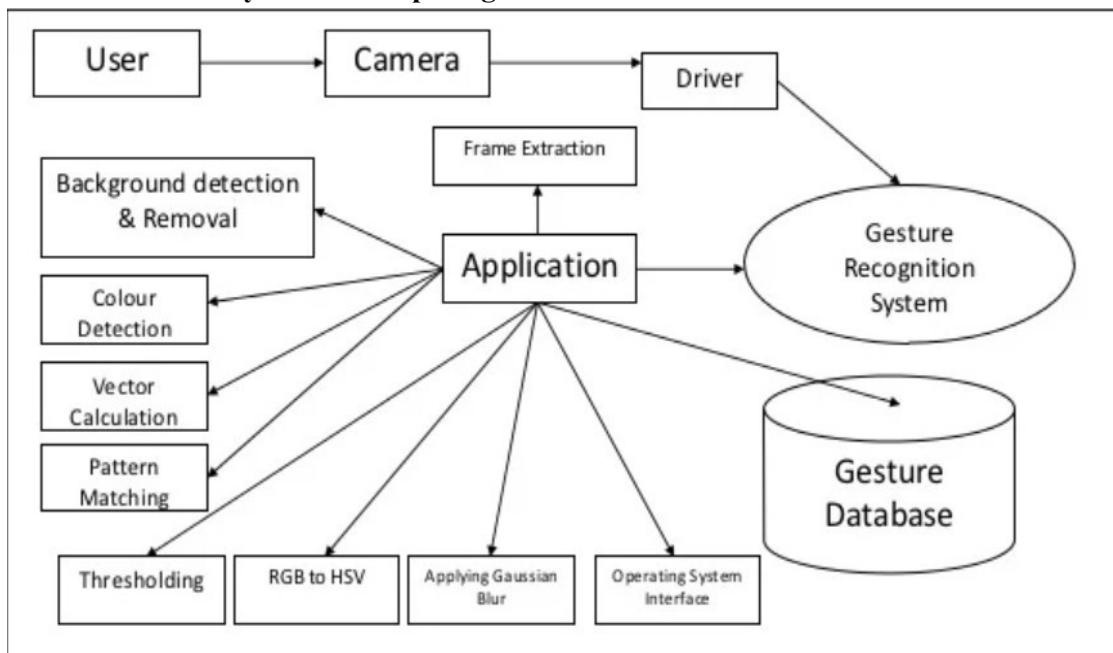 User
Camera
Driver
Frame Extraction
Background detection
& Removal
Application
Gesture
Recognition
System
Colour
Detection
Vector
Calculation
Pattern
Matching
Gesture
Database
Thresholding
RGB to HSV
Applying Gaussian
Blur
Operating System
Interface